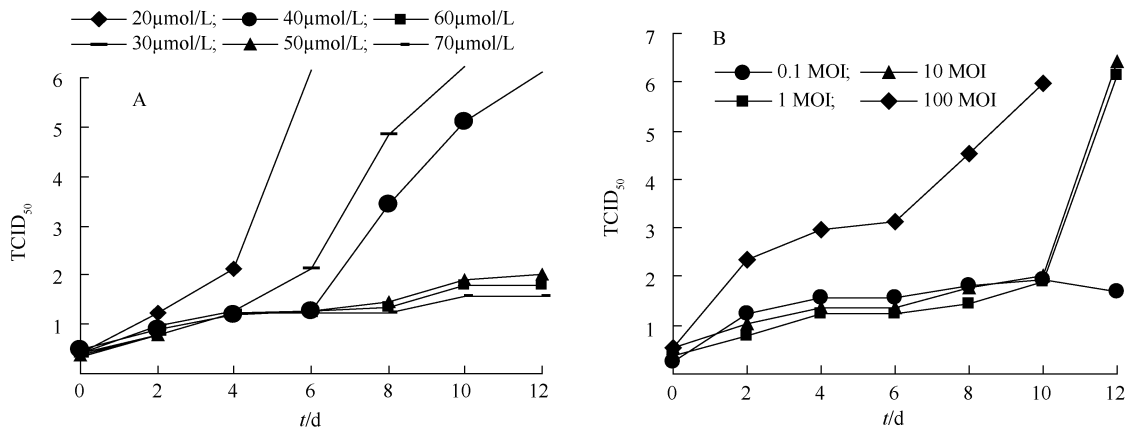 20μmol/L; 40μmol/L; 60μmol/L
30μmol/L; 50μmol/L; 70μmol/L
A
6
5
4
3
2
1
TCID50
0 2 4 6 8 10 12
t/d
B
0.1 MOI; 10 MOI
1 MOI; 100 MOI
7
6
5
4
3
2
1
TCID50
0 2 4 6 8 10 12
t/d